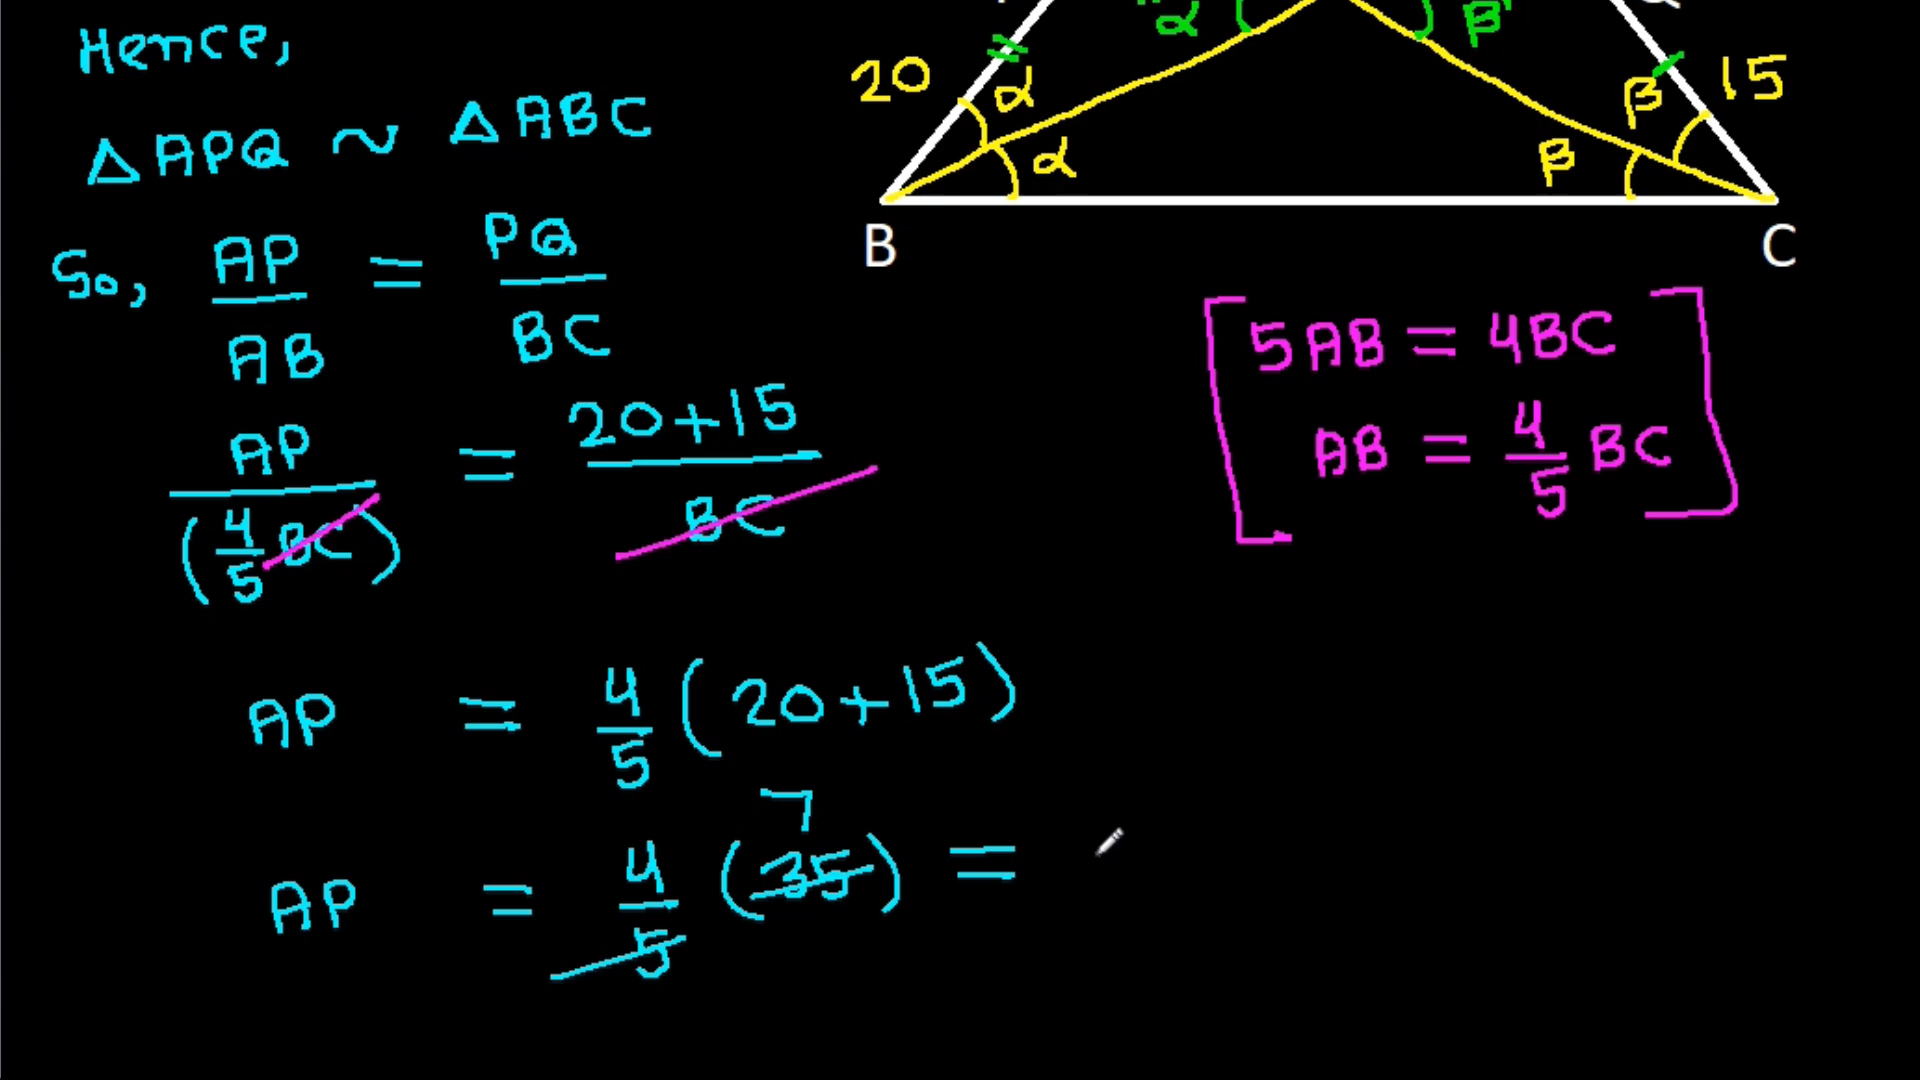 Hence,
△APQ ~ △ABC
So, AP/AB = PQ/BC
AP/(4/5 BC) = 20+15/BC
AP = 4/5 (20+15)
7
AP = 4/5 (35) =
α β
20 α β 15
α β
B C
5AB = 4BC
AB = 4/5 BC